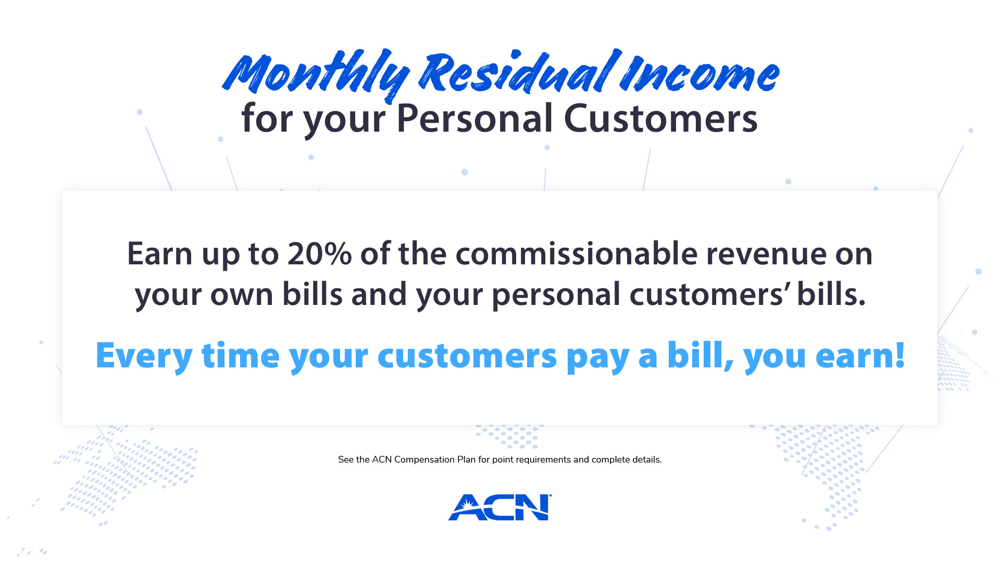 Monthly Residual Income
for your Personal Customers
Earn up to 20% of the commissionable revenue on
your own bills and your personal customers’ bills.
Every time your customers pay a bill, you earn!
See the ACN Compensation Plan for point requirements and complete details.
ACN